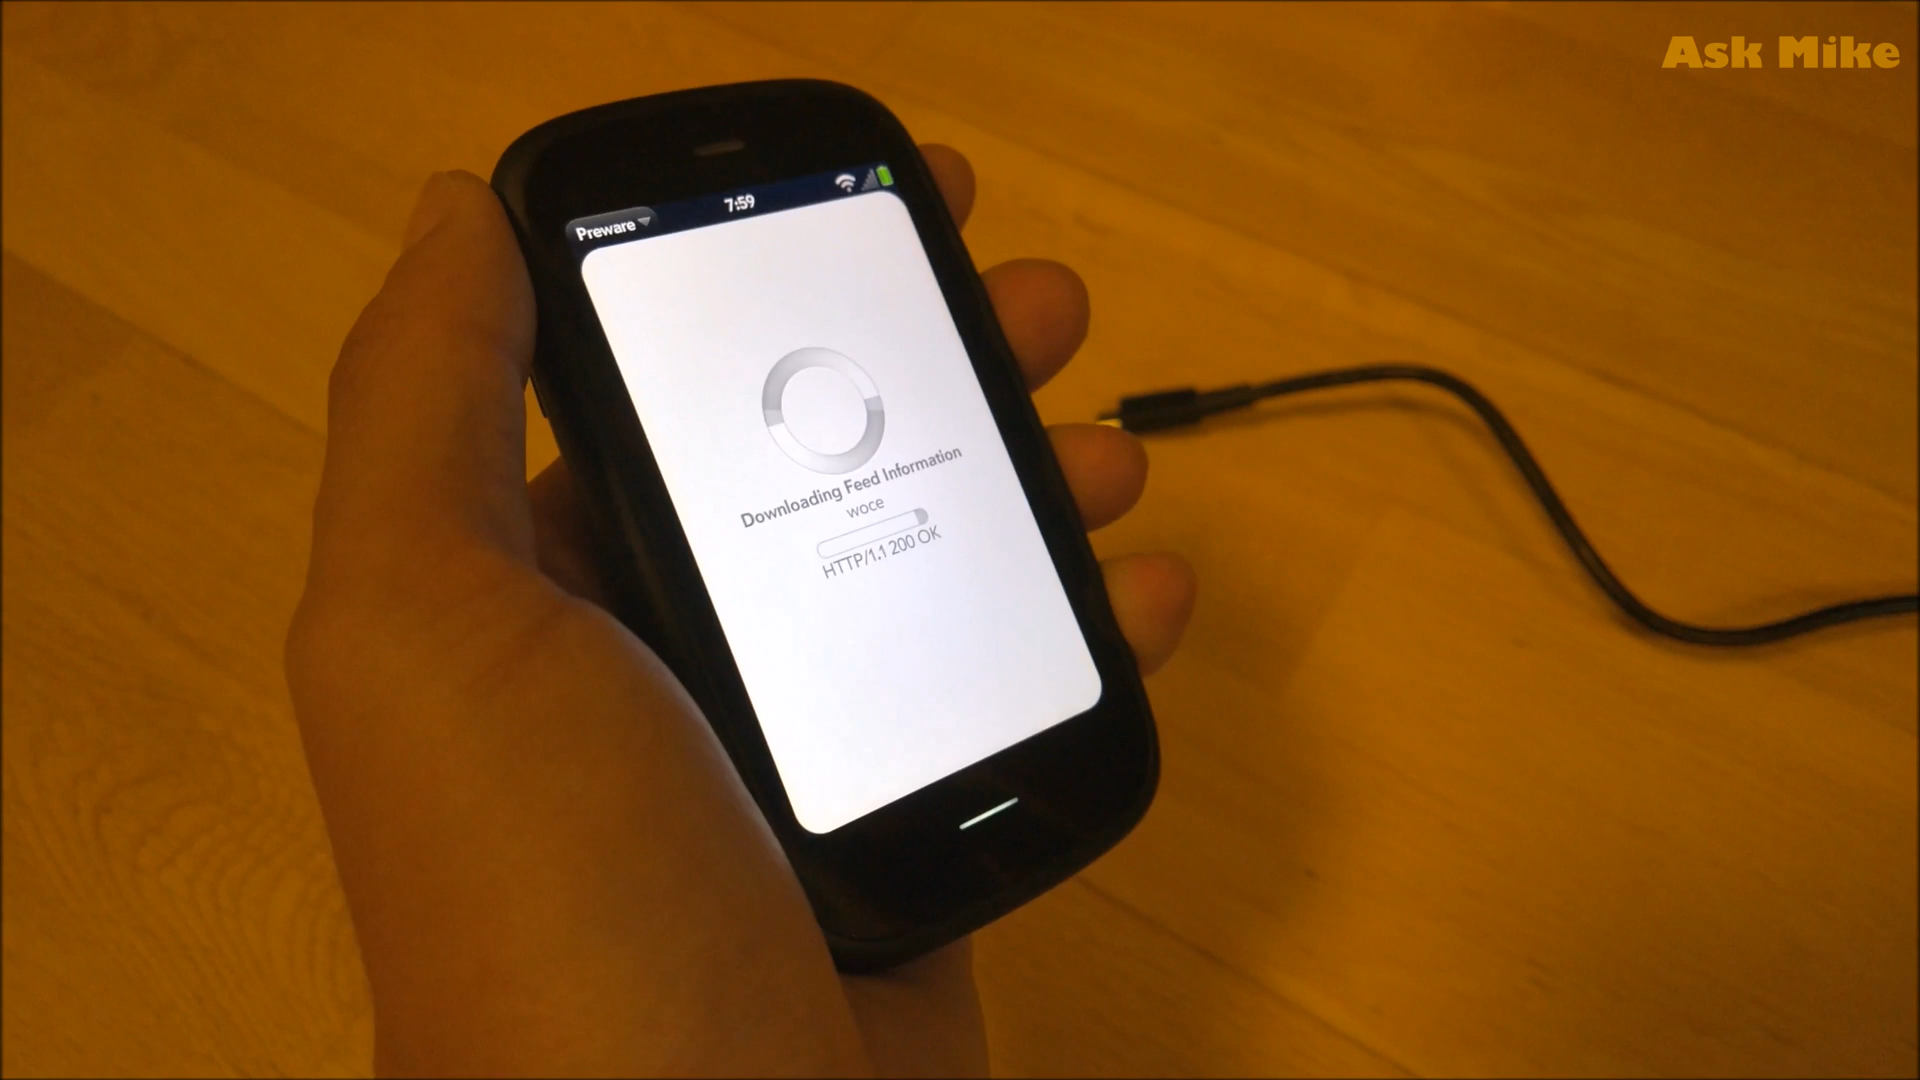 Ask Mike
7:59
Preware
Downloading Feed Information
woce
HTTP/1.1 200 OK